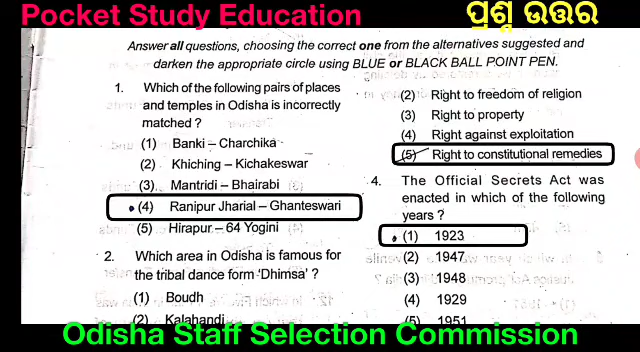 Pocket Study Education
ପ୍ରଶ୍ନ ଉତ୍ତର
Answer all questions, choosing the correct one from the alternatives suggested and
darken the appropriate circle using BLUE or BLACK BALL POINT PEN.
1. Which of the following pairs of places
and temples in Odisha is incorrectly
matched ?
(1) Banki – Charchika
(2) Khiching – Kichakeswar
(3) Mantridi – Bhairabi
(4) Ranipur Jharial – Ghanteswari
(5) Hirapur – 64 Yogini
2. Which area in Odisha is famous for
the tribal dance form ‘Dhimsa’ ?
(1) Boudh
(2) Kalahandi
(2) Right to freedom of religion
(3) Right to property
(4) Right against exploitation
(5) Right to constitutional remedies
4. The Official Secrets Act was
enacted in which of the following
years ?
(1) 1923
(2) 1947
(3) 1948
(4) 1929
(5) 1951
Odisha Staff Selection Commission